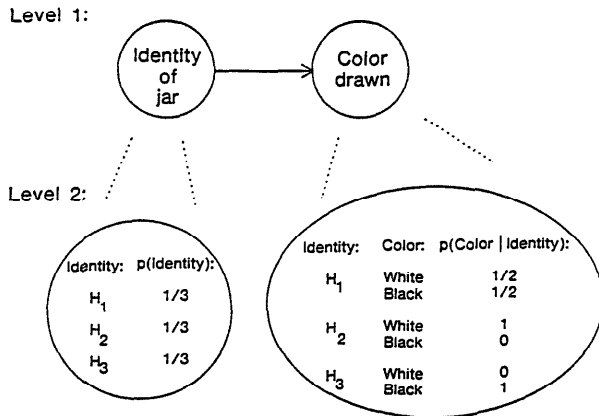 Level 1:
Identity
of
jar
Color
drawn
Level 2:
Identity: p(Identity):
H₁ 1/3
H₂ 1/3
H₃ 1/3
Identity: Color: p(Color | Identity):
H₁ White 1/2
Black 1/2
H₂ White 1
Black 0
H₃ White 0
Black 1